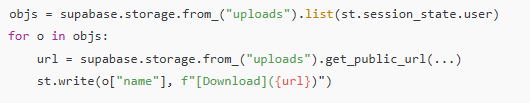 objs = supabase.storage.from_("uploads").list(st.session_state.user)
for o in objs:
    url = supabase.storage.from_("uploads").get_public_url(...)
    st.write(o["name"], f"[Download]({url})")